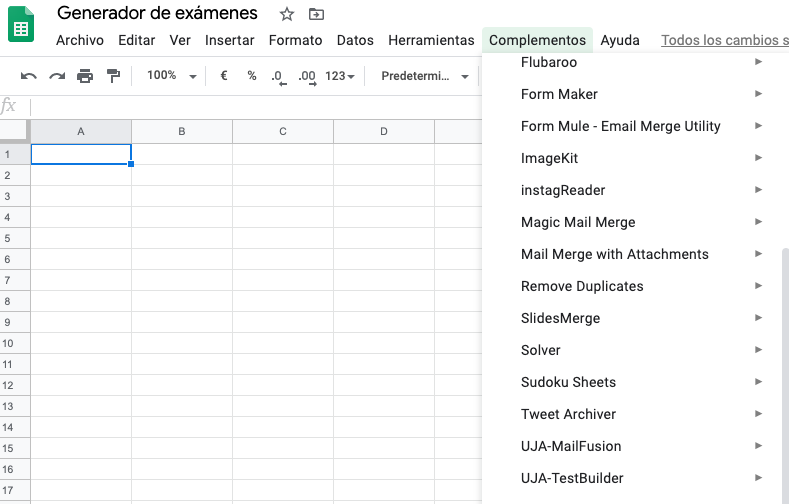 Generador de exámenes
Archivo Editar Ver Insertar Formato Datos Herramientas Complementos Ayuda Todos los cambios s
100% € % .0 .00 123 Predetermi...
fx
A B C D
1
2
3
4
5
6
7
8
9
10
11
12
13
14
15
16
17
Flubaroo
Form Maker
Form Mule - Email Merge Utility
ImageKit
instagReader
Magic Mail Merge
Mail Merge with Attachments
Remove Duplicates
SlidesMerge
Solver
Sudoku Sheets
Tweet Archiver
UJA-MailFusion
UJA-TestBuilder